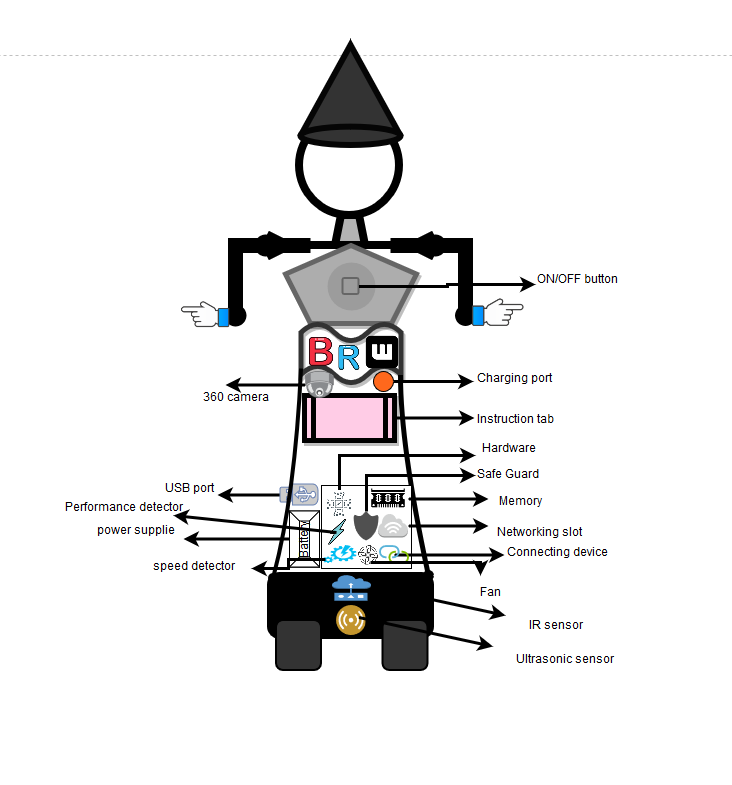 ON/OFF button
BR
Charging port
360 camera
Instruction tab
Hardware
Safe Guard
USB port
Memory
Performance detector
power supplie
Battery
Networking slot
Connecting device
speed detector
Fan
IR sensor
Ultrasonic sensor